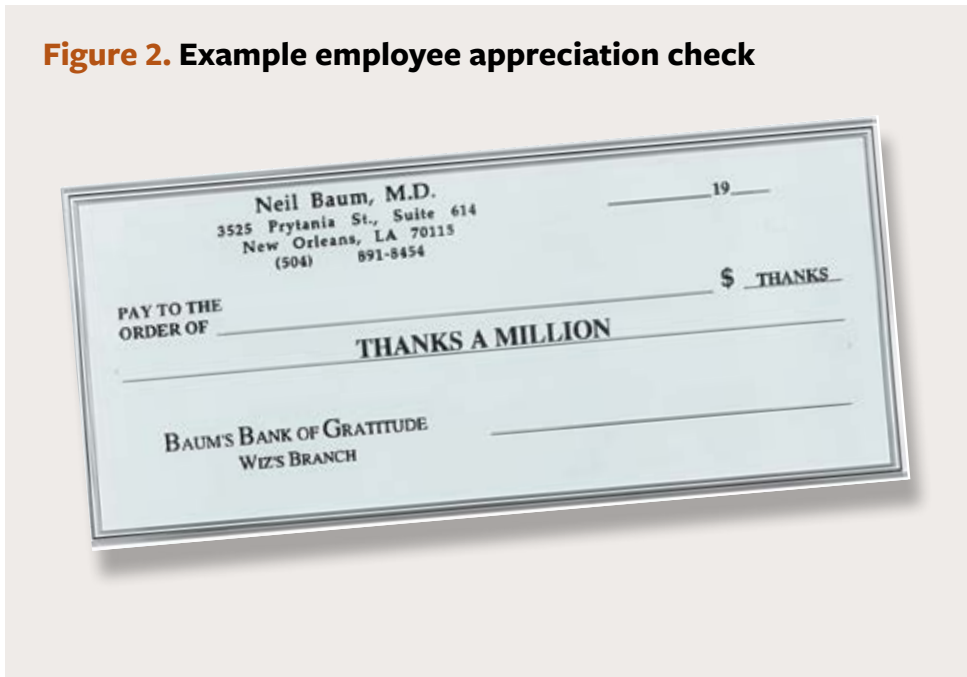 Figure 2. Example employee appreciation check
Neil Baum, M.D.
3525 Prytania St., Suite 614
New Orleans, LA 70115
(504) 891-8454
19
PAY TO THE
ORDER OF
$ THANKS
THANKS A MILLION
BAUM'S BANK OF GRATITUDE
WIZ'S BRANCH